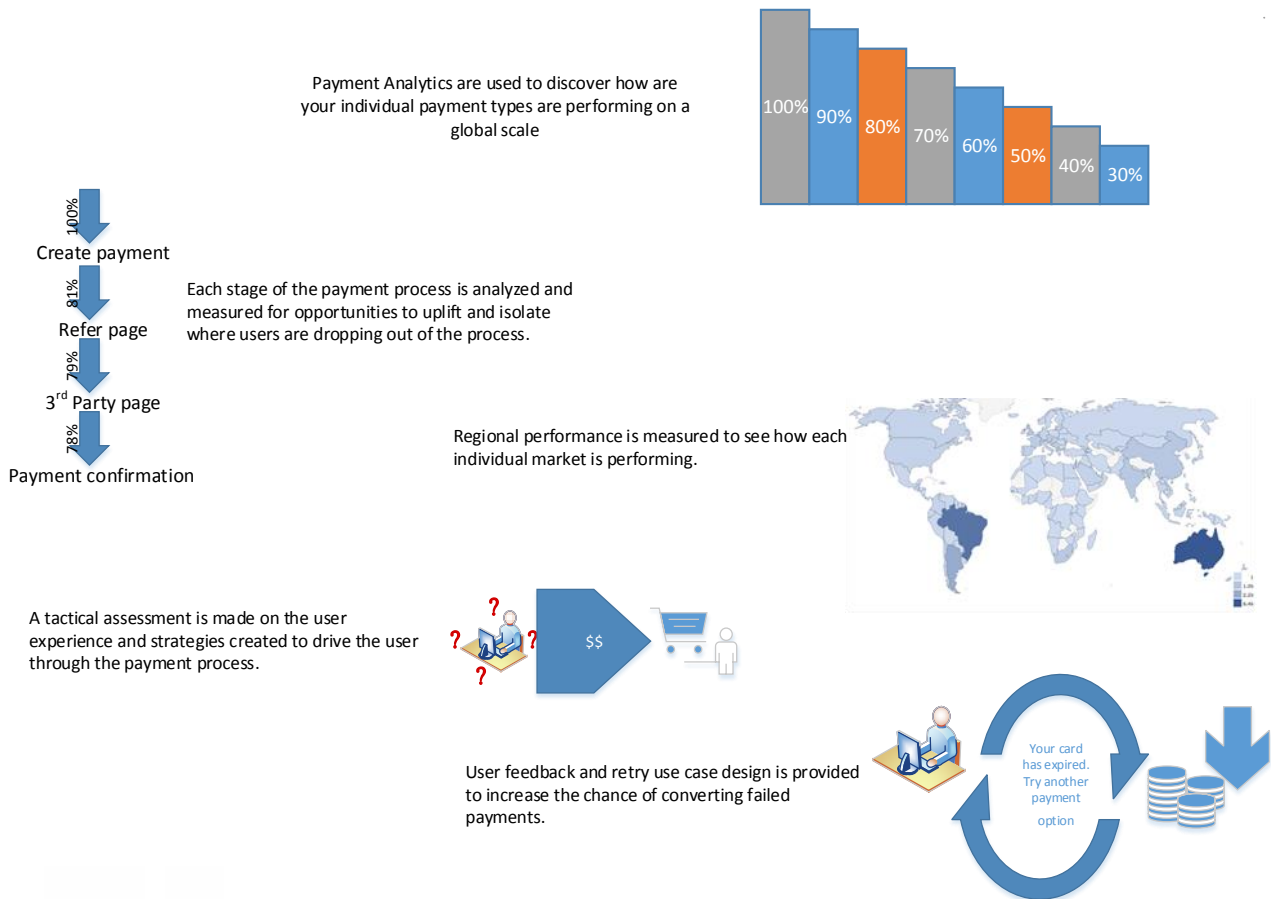 Payment Analytics are used to discover how are
your individual payment types are performing on a
global scale
100%
90%
80%
70%
60%
50%
40%
30%
100%
Create payment
81%
Refer page
79%
3rd Party page
78%
Payment confirmation
Each stage of the payment process is analyzed and
measured for opportunities to uplift and isolate
where users are dropping out of the process.
Regional performance is measured to see how each
individual market is performing.
A tactical assessment is made on the user
experience and strategies created to drive the user
through the payment process.
? ? ? ?
$$
User feedback and retry use case design is provided
to increase the chance of converting failed
payments.
Your card
has expired.
Try another
payment
option